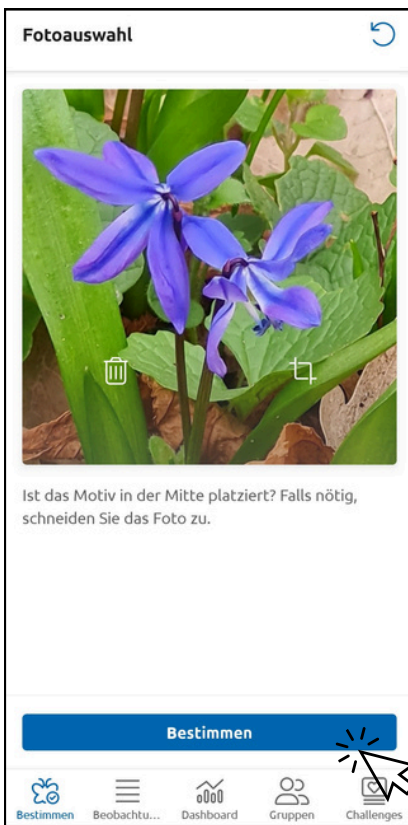 Fotoauswahl
Ist das Motiv in der Mitte platziert? Falls nötig,
schneiden Sie das Foto zu.
Bestimmen
Bestimmen
Beobachtu...
Dashboard
Gruppen
Challenges